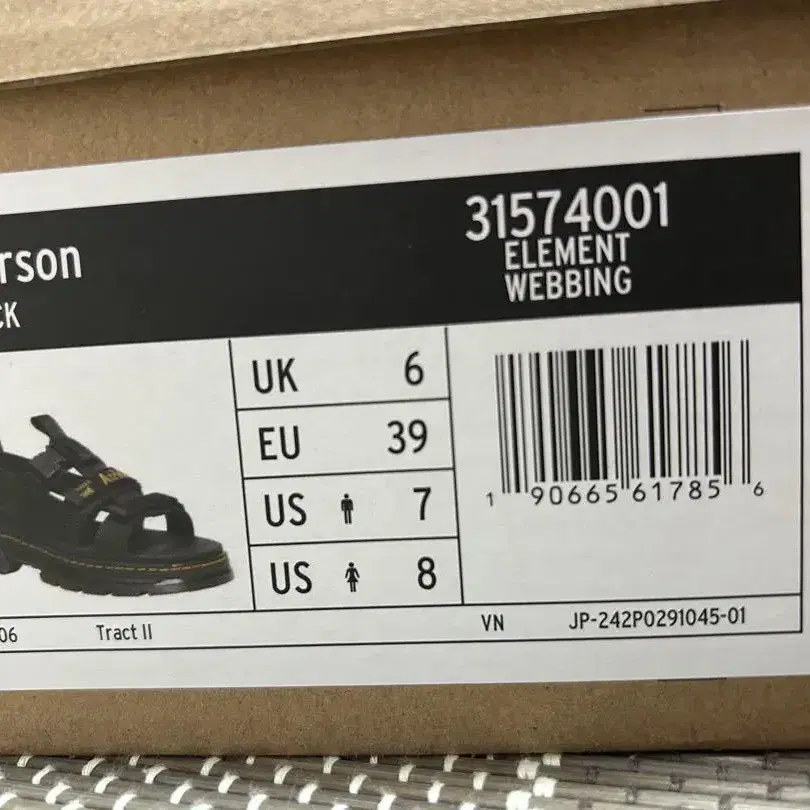 rson
CK
31574001
ELEMENT
WEBBING
UK 6
EU 39
US 7
US 8
1 90665 61785 6
06 Tract II VN JP-242P0291045-01